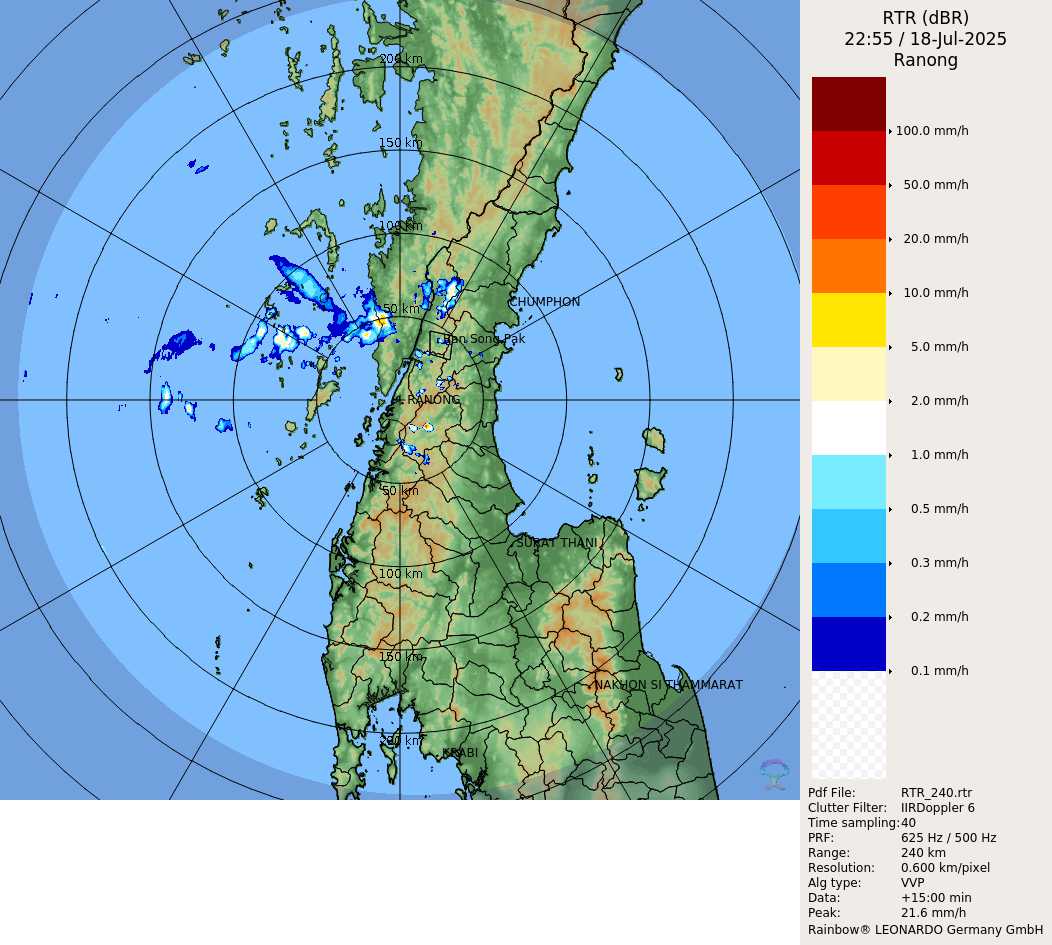 RTR (dBR)
22:55 / 18-Jul-2025
Ranong
100.0 mm/h
50.0 mm/h
20.0 mm/h
10.0 mm/h
5.0 mm/h
2.0 mm/h
1.0 mm/h
0.5 mm/h
0.3 mm/h
0.2 mm/h
0.1 mm/h
Pdf File: RTR_240.rtr
Clutter Filter: IIRDoppler 6
Time sampling: 40
PRF: 625 Hz / 500 Hz
Range: 240 km
Resolution: 0.600 km/pixel
Alg type: VVP
Data: +15:00 min
Peak: 21.6 mm/h
Rainbow® LEONARDO Germany GmbH
200 km
150 km
100 km
50 km
CHUMPHON
Ban Song Pak
RANONG
50 km
SURAT THANI
100 km
150 km
NAKHON SI THAMMARAT
200 km
KRABI